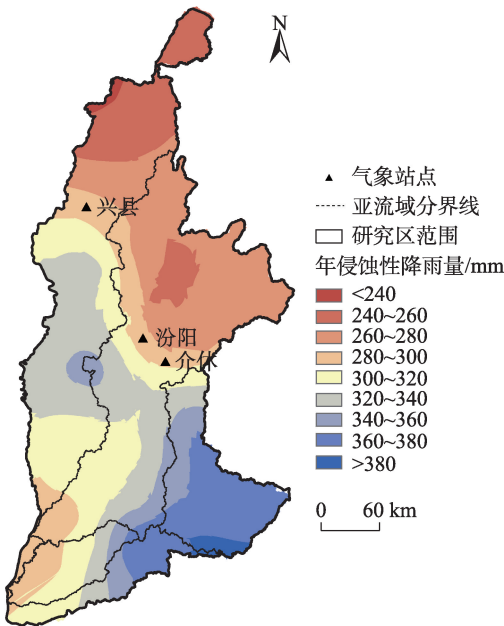 N
兴县
汾阳
介休
气象站点
亚流域分界线
研究区范围
年侵蚀性降雨量/mm
<240
240~260
260~280
280~300
300~320
320~340
340~360
360~380
>380
0 60 km